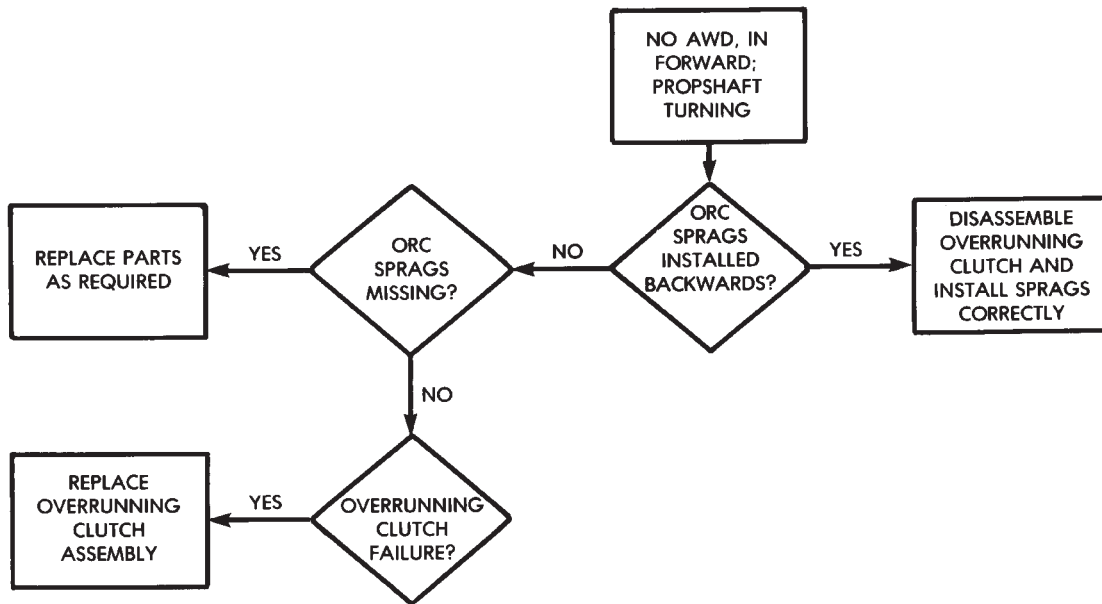 NO AWD, IN
FORWARD;
PROPSHAFT
TURNING
ORC
SPRAGS
INSTALLED
BACKWARDS?
YES
DISASSEMBLE
OVERRUNNING
CLUTCH AND
INSTALL SPRAGS
CORRECTLY
NO
ORC
SPRAGS
MISSING?
YES
REPLACE PARTS
AS REQUIRED
NO
OVERRUNNING
CLUTCH
FAILURE?
YES
REPLACE
OVERRUNNING
CLUTCH
ASSEMBLY